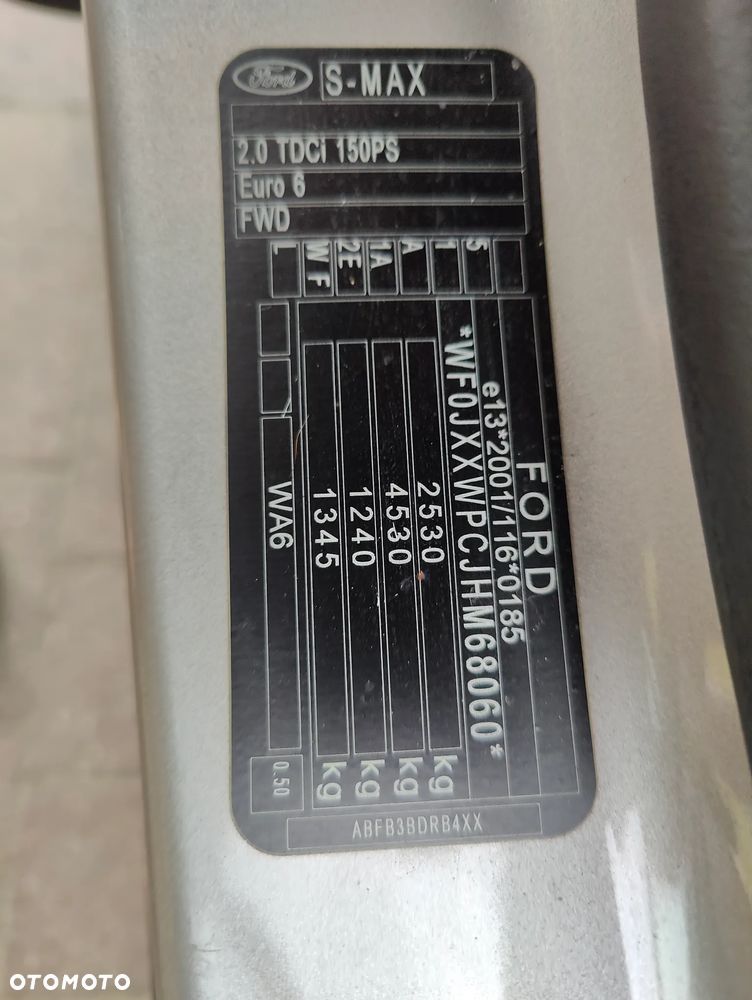 Ford S-MAX
2.0 TDCi 150PS
Euro 6
FWD
5
1
A
1A
2E
W F
L
FORD
e13*2001/116*0185
*WF0JXXWPCJHM68060*
2530 kg
4530 kg
1240 kg
1345 kg
WA6
0.50
ABFB3BDRB4XX
OTOMOTO